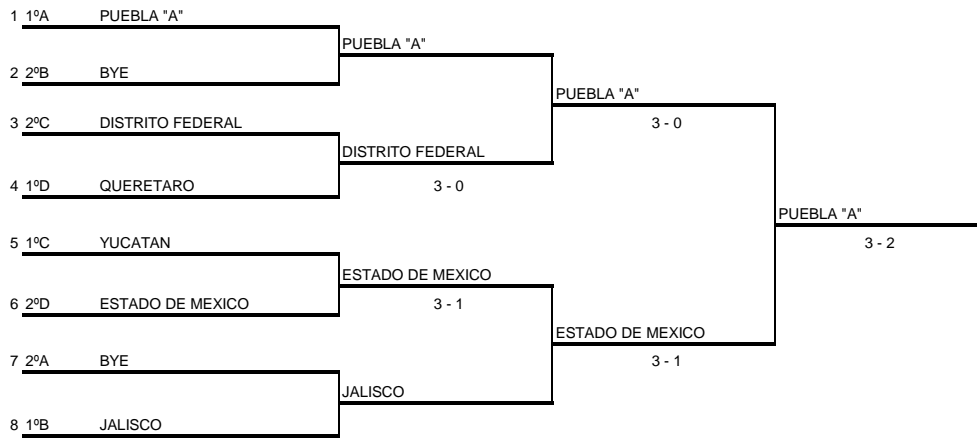 1 1ºA PUEBLA "A"
PUEBLA "A"
2 2ºB BYE
PUEBLA "A"
3 2ºC DISTRITO FEDERAL
3 - 0
DISTRITO FEDERAL
4 1ºD QUERETARO
3 - 0
PUEBLA "A"
5 1ºC YUCATAN
3 - 2
ESTADO DE MEXICO
6 2ºD ESTADO DE MEXICO
3 - 1
ESTADO DE MEXICO
7 2ºA BYE
3 - 1
JALISCO
8 1ºB JALISCO